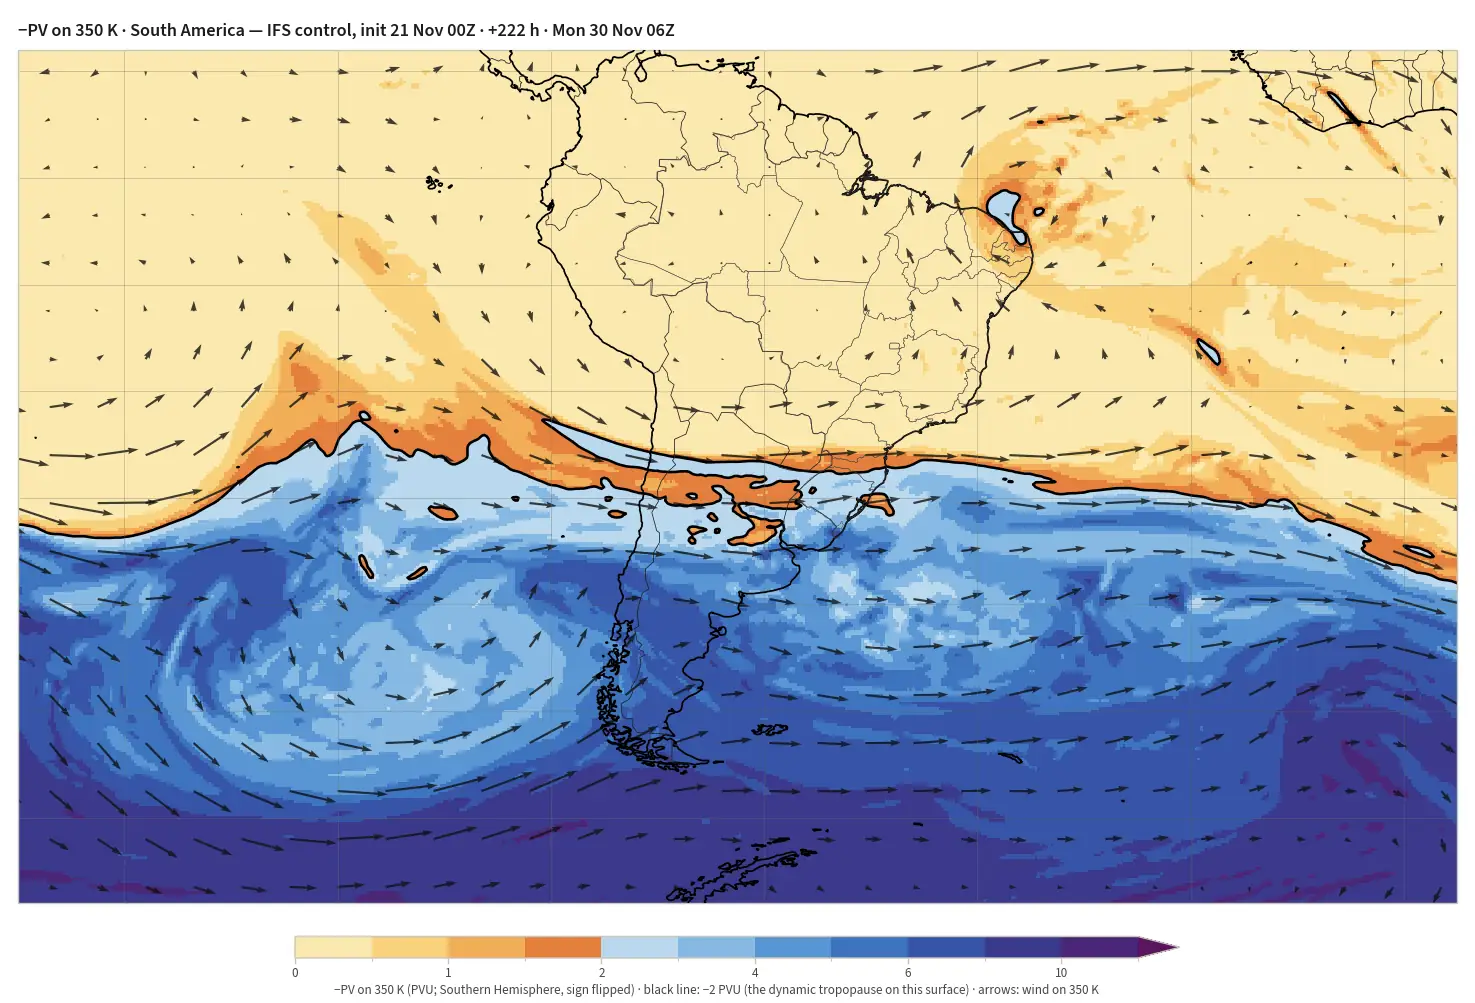 −PV on 350 K · South America — IFS control, init 21 Nov 00Z · +222 h · Mon 30 Nov 06Z
0 1 2 4 6 10
−PV on 350 K (PVU; Southern Hemisphere, sign flipped) · black line: −2 PVU (the dynamic tropopause on this surface) · arrows: wind on 350 K